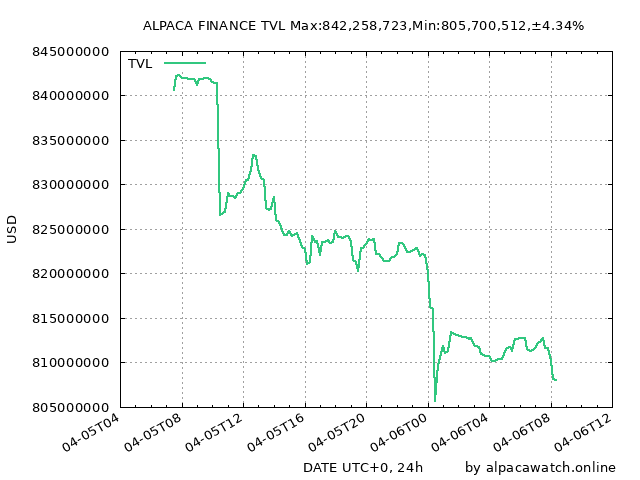 ALPACA FINANCE TVL Max:842,258,723,Min:805,700,512,±4.34%
845000000
TVL
840000000
835000000
830000000
825000000
820000000
815000000
810000000
805000000
USD
04-05T04
04-05T08
04-05T12
04-05T16
04-05T20
04-06T00
04-06T04
04-06T08
04-06T12
DATE UTC+0, 24h
by alpacawatch.online